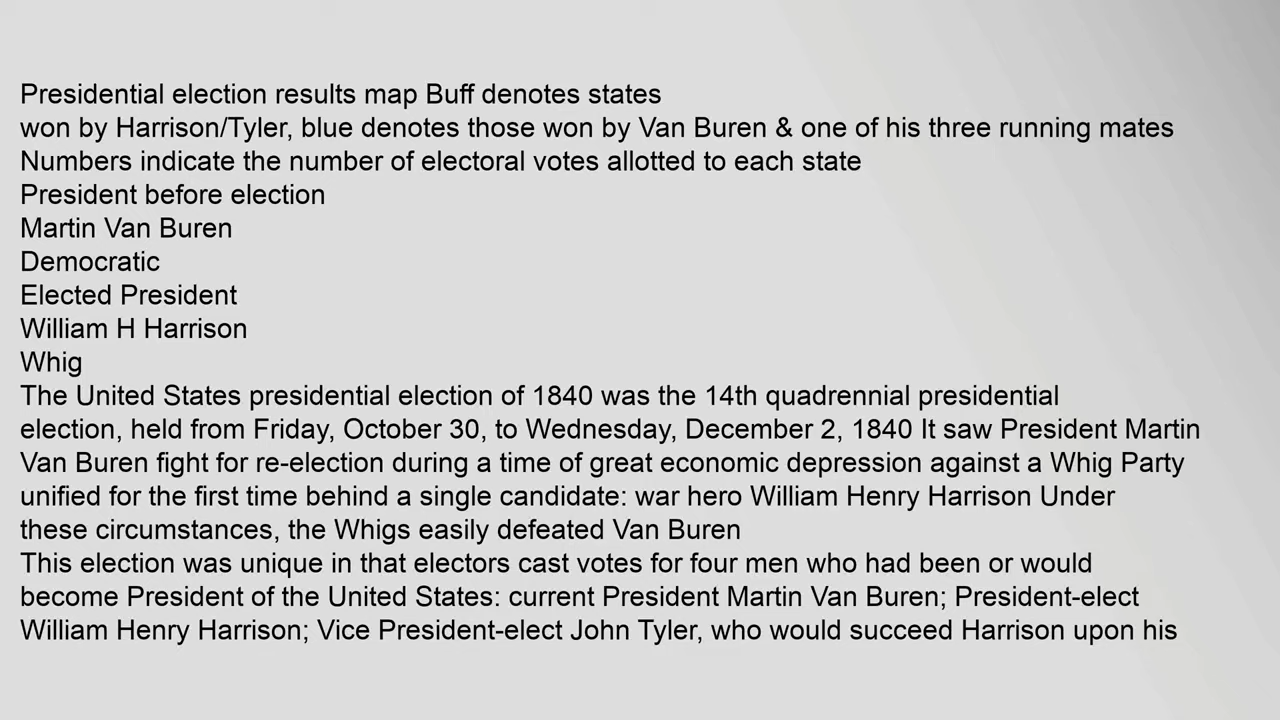 Presidential election results map Buff denotes states
won by Harrison/Tyler, blue denotes those won by Van Buren & one of his three running mates
Numbers indicate the number of electoral votes allotted to each state
President before election
Martin Van Buren
Democratic
Elected President
William H Harrison
Whig
The United States presidential election of 1840 was the 14th quadrennial presidential
election, held from Friday, October 30, to Wednesday, December 2, 1840 It saw President Martin
Van Buren fight for re-election during a time of great economic depression against a Whig Party
unified for the first time behind a single candidate: war hero William Henry Harrison Under
these circumstances, the Whigs easily defeated Van Buren
This election was unique in that electors cast votes for four men who had been or would
become President of the United States: current President Martin Van Buren; President-elect
William Henry Harrison; Vice President-elect John Tyler, who would succeed Harrison upon his